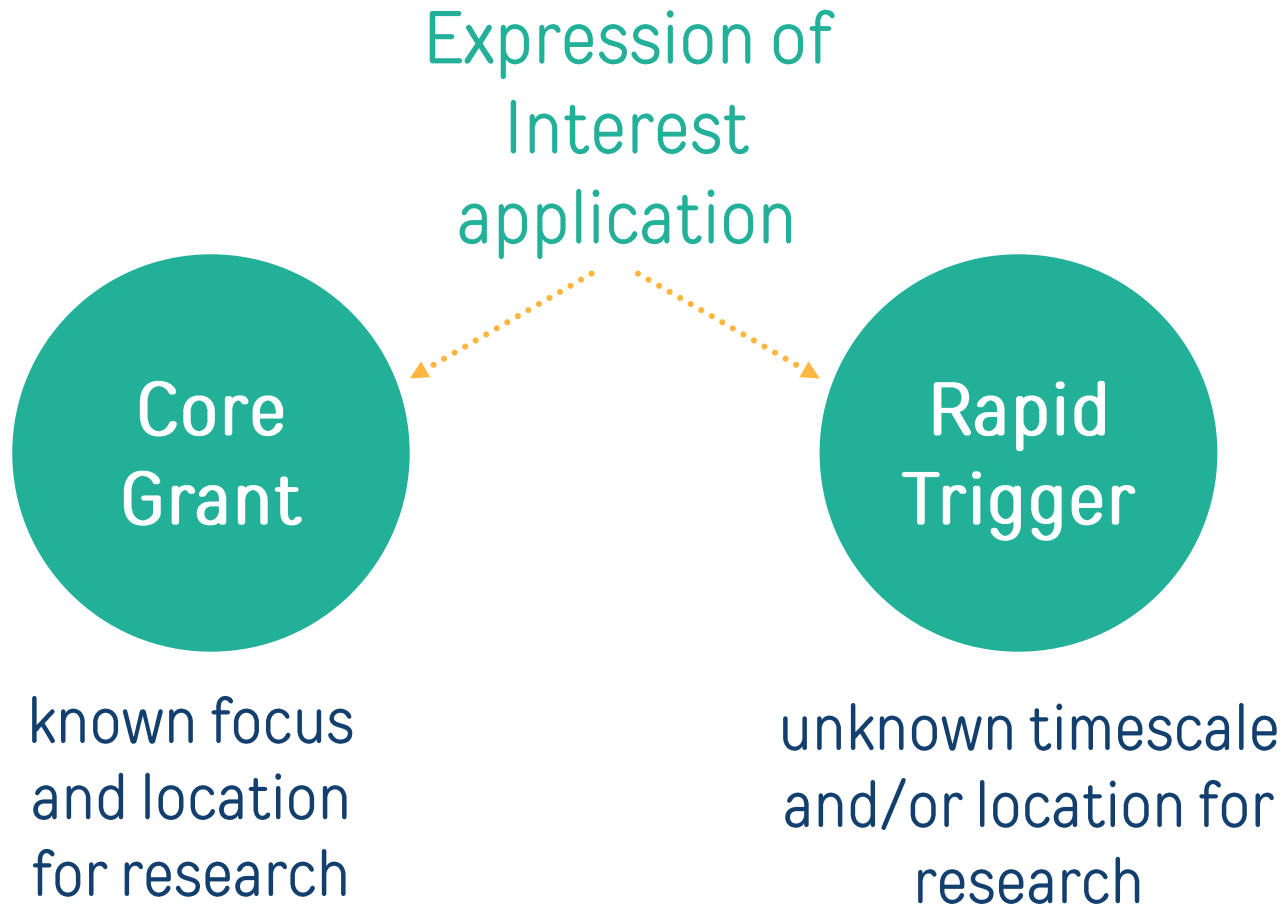 Expression of
Interest
application
Core
Grant
Rapid
Trigger
known focus
and location
for research
unknown timescale
and/or location for
research